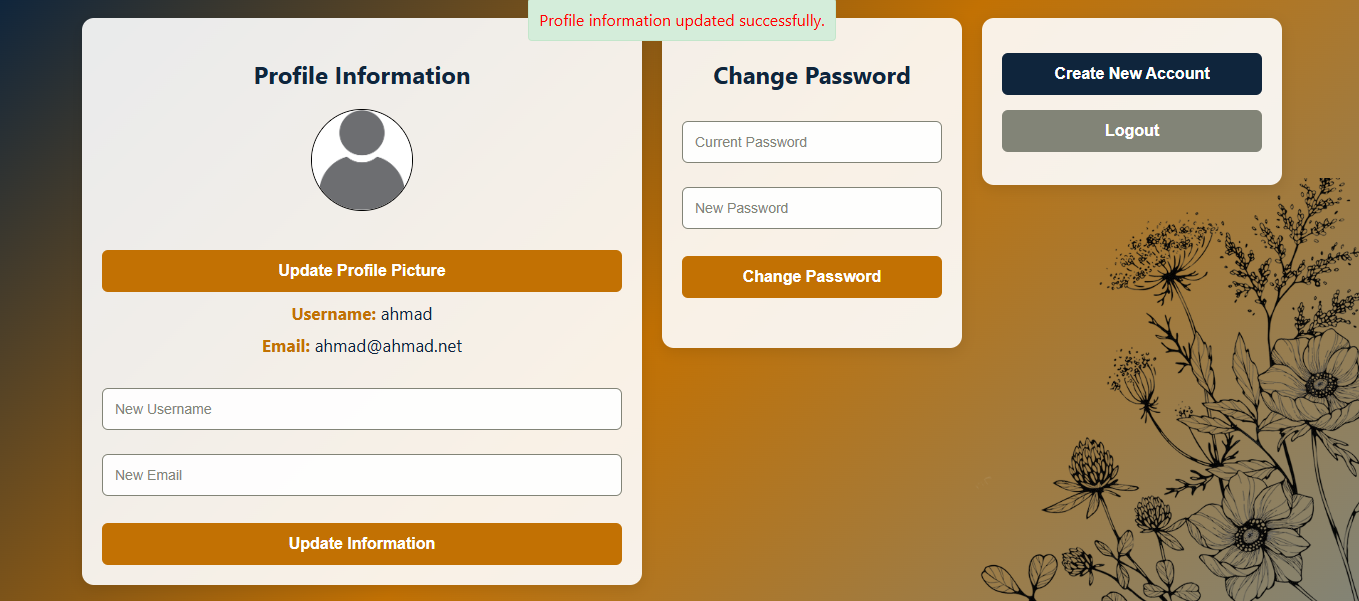 Profile information updated successfully.
Profile Information
Update Profile Picture
Username: ahmad
Email: ahmad@ahmad.net
New Username
New Email
Update Information
Change Password
Current Password
New Password
Change Password
Create New Account
Logout